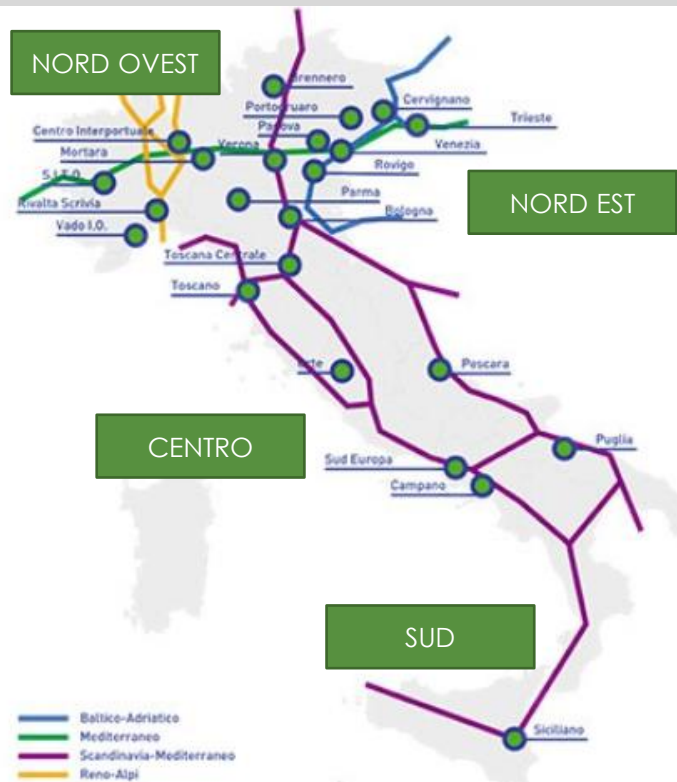 NORD OVEST
Brennero
Portogruaro
Cervignano
Centro Interportuale
Padova
Trieste
Mortara
Verona
Venezia
S.I.T.O.
Rovigo
Rivalta Scrivia
Parma
NORD EST
Bologna
Vado I.O.
Toscana Centrale
Toscano
Orte
Pescara
CENTRO
Puglia
Sud Europa
Campano
SUD
Baltico-Adriatico
Mediterraneo
Scandinavia-Mediterraneo
Reno-Alpi
Siciliano